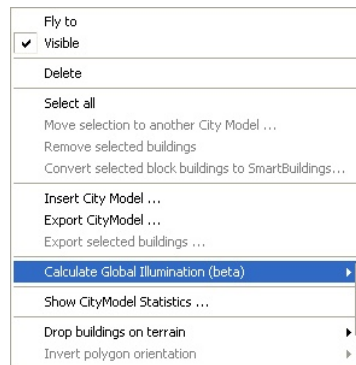 Fly to
Visible
Delete
Select all
Move selection to another City Model ...
Remove selected buildings
Convert selected block buildings to SmartBuildings...
Insert City Model ...
Export CityModel ...
Export selected buildings ...
Calculate Global Illumination (beta)
Show CityModel Statistics ...
Drop buildings on terrain
Invert polygon orientation